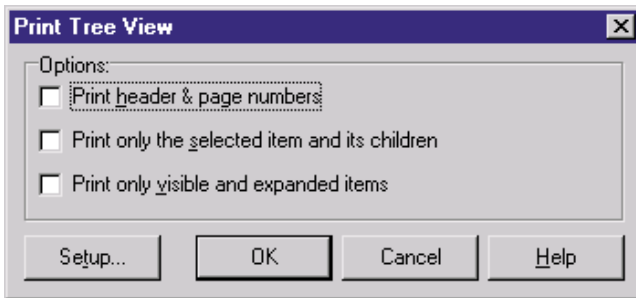 Print Tree View
Options:
Print header & page numbers
Print only the selected item and its children
Print only visible and expanded items
Setup... OK Cancel Help